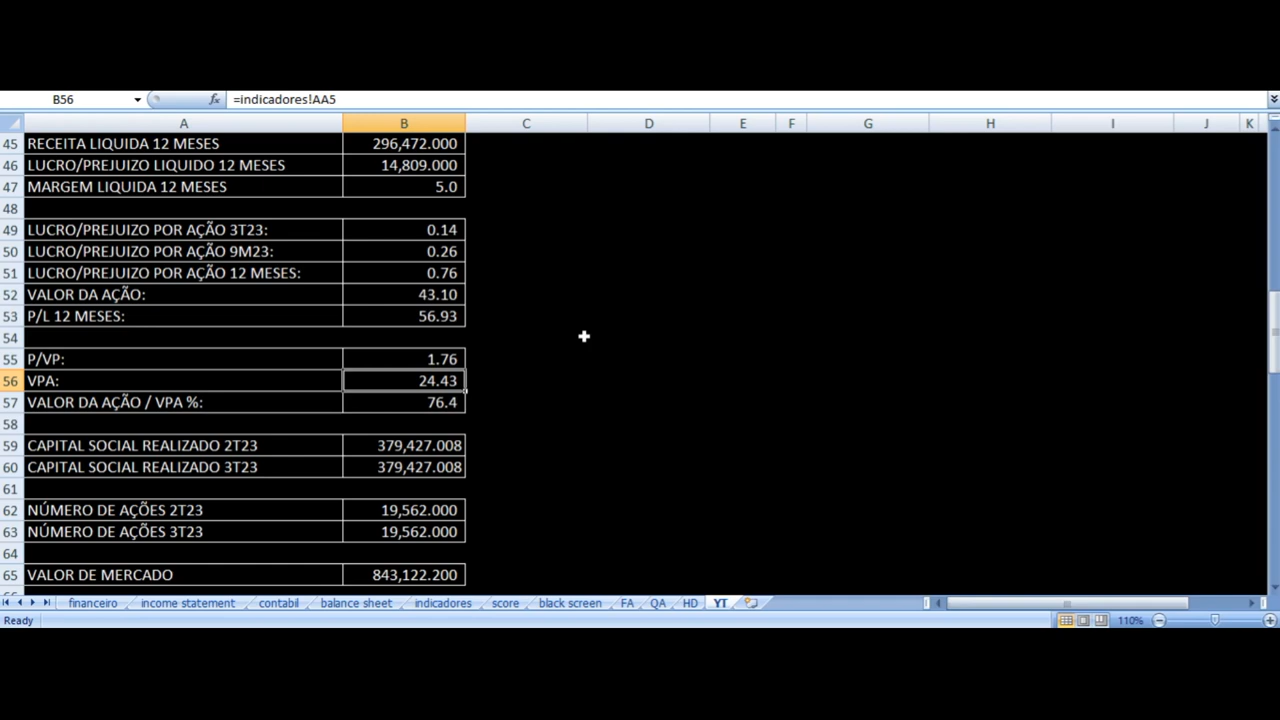 B56 fx =indicadores!AA5
A B C D E F G H I J K
45 RECEITA LIQUIDA 12 MESES 296,472.000
46 LUCRO/PREJUIZO LIQUIDO 12 MESES 14,809.000
47 MARGEM LIQUIDA 12 MESES 5.0
48
49 LUCRO/PREJUIZO POR AÇÃO 3T23: 0.14
50 LUCRO/PREJUIZO POR AÇÃO 9M23: 0.26
51 LUCRO/PREJUIZO POR AÇÃO 12 MESES: 0.76
52 VALOR DA AÇÃO: 43.10
53 P/L 12 MESES: 56.93
54
55 P/VP: 1.76
56 VPA: 24.43
57 VALOR DA AÇÃO / VPA %: 76.4
58
59 CAPITAL SOCIAL REALIZADO 2T23 379,427.008
60 CAPITAL SOCIAL REALIZADO 3T23 379,427.008
61
62 NÚMERO DE AÇÕES 2T23 19,562.000
63 NÚMERO DE AÇÕES 3T23 19,562.000
64
65 VALOR DE MERCADO 843,122.200
financeiro income statement contabil balance sheet indicadores score black screen FA QA HD YT
Ready 110%